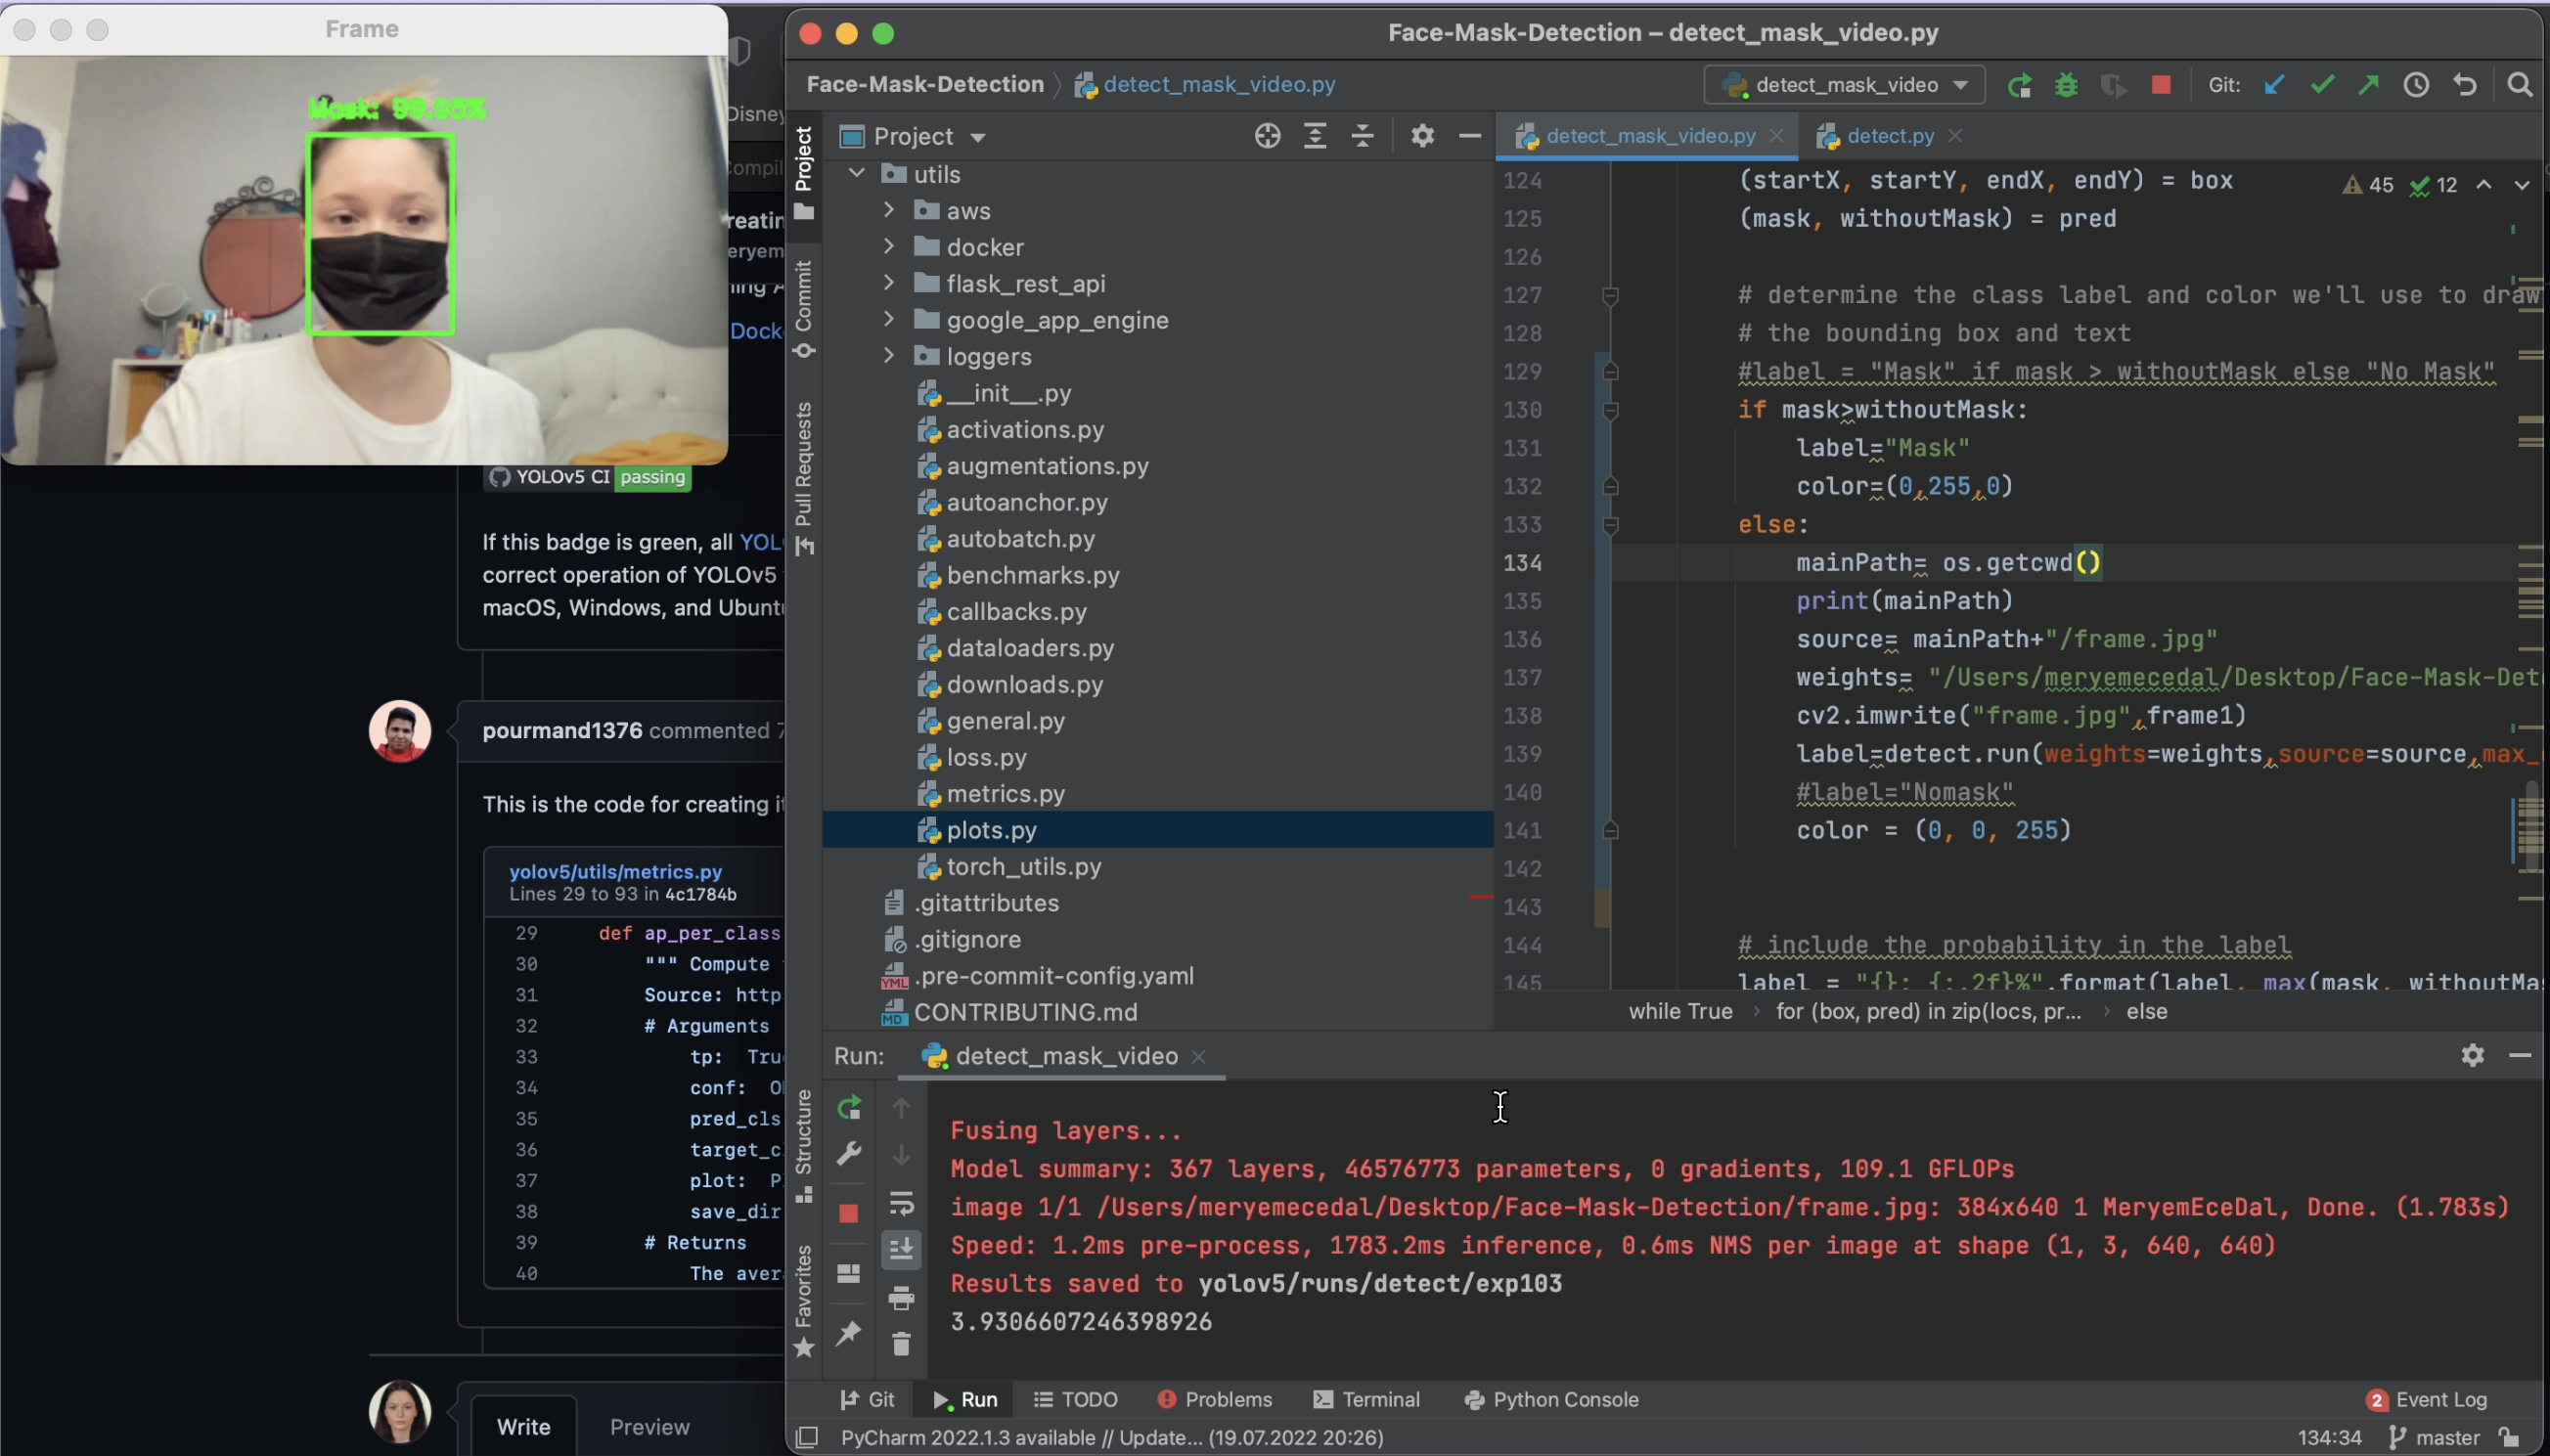 Frame
Mask: 99.98%
Disney
YOLOv5 CI passing
If this badge is green, all YOL
correct operation of YOLOv5
macOS, Windows, and Ubuntu
pourmand1376 commented 7
This is the code for creating it
yolov5/utils/metrics.py
Lines 29 to 93 in 4c1784b
29 def ap_per_class
30 """ Compute
31 Source: http
32 # Arguments
33 tp: Tru
34 conf: O
35 pred_cls
36 target_c
37 plot: P
38 save_dir
39 # Returns
40 The aver
Write Preview
Face-Mask-Detection – detect_mask_video.py
Face-Mask-Detection detect_mask_video.py
detect_mask_video Git:
Project
Commit
Pull Requests
Structure
Favorites
Project
utils
aws
docker
flask_rest_api
google_app_engine
loggers
__init__.py
activations.py
augmentations.py
autoanchor.py
autobatch.py
benchmarks.py
callbacks.py
dataloaders.py
downloads.py
general.py
loss.py
metrics.py
plots.py
torch_utils.py
.gitattributes
.gitignore
.pre-commit-config.yaml
CONTRIBUTING.md
detect_mask_video.py detect.py
45 12
124 (startX, startY, endX, endY) = box
125 (mask, withoutMask) = pred
126
127 # determine the class label and color we'll use to draw
128 # the bounding box and text
129 #label = "Mask" if mask > withoutMask else "No Mask"
130 if mask>withoutMask:
131 label="Mask"
132 color=(0,255,0)
133 else:
134 mainPath= os.getcwd()
135 print(mainPath)
136 source= mainPath+"/frame.jpg"
137 weights= "/Users/meryemecedal/Desktop/Face-Mask-Det
138 cv2.imwrite("frame.jpg",frame1)
139 label=detect.run(weights=weights,source=source,max_
140 #label="Nomask"
141 color = (0, 0, 255)
142
143
144 # include the probability in the label
145 label = "{}: {:.2f}%".format(label, max(mask, withoutMa
while True for (box, pred) in zip(locs, pr... else
Run: detect_mask_video
Fusing layers...
Model summary: 367 layers, 46576773 parameters, 0 gradients, 109.1 GFLOPs
image 1/1 /Users/meryemecedal/Desktop/Face-Mask-Detection/frame.jpg: 384x640 1 MeryemEceDal, Done. (1.783s)
Speed: 1.2ms pre-process, 1783.2ms inference, 0.6ms NMS per image at shape (1, 3, 640, 640)
Results saved to yolov5/runs/detect/exp103
3.9306607246398926
Git Run TODO Problems Terminal Python Console 2 Event Log
PyCharm 2022.1.3 available // Update... (19.07.2022 20:26) 134:34 master